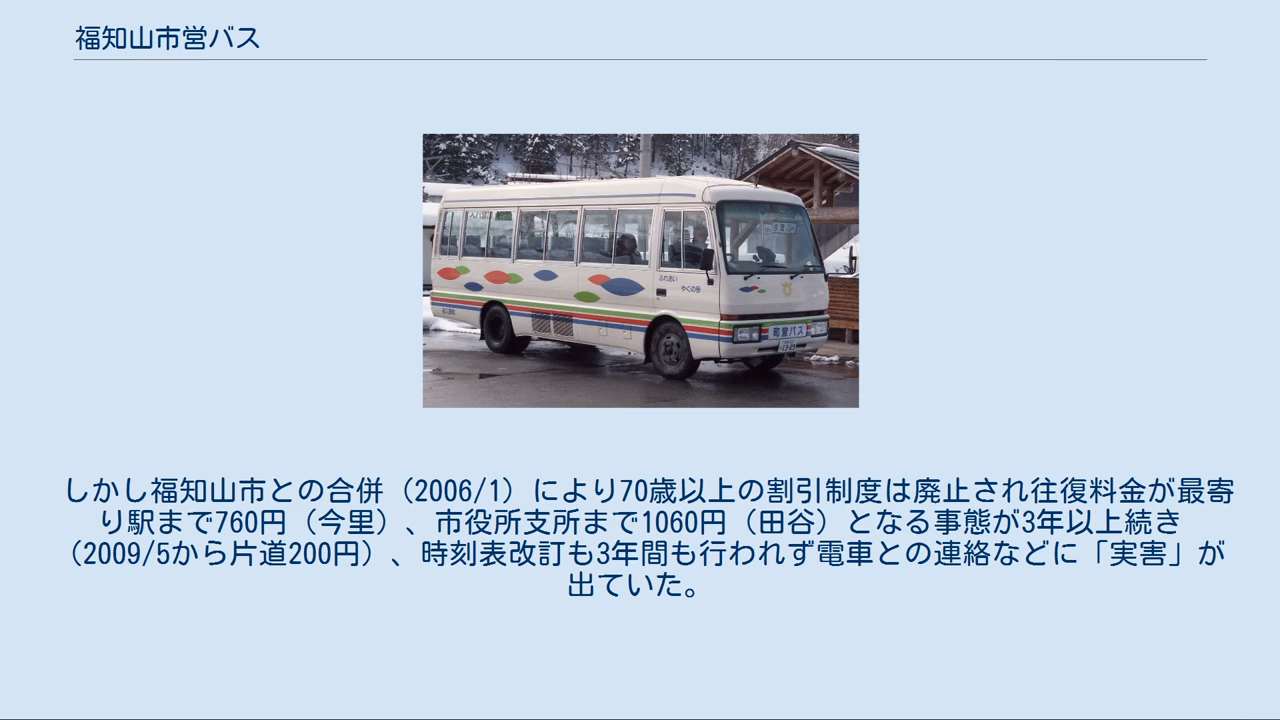 福知山市営バス
ふれあい
やくの号
町営バス
しかし福知山市との合併（2006/1）により70歳以上の割引制度は廃止され往復料金が最寄
り駅まで760円（今里）、市役所支所まで1060円（田谷）となる事態が3年以上続き
（2009/5から片道200円）、時刻表改訂も3年間も行われず電車との連絡などに「実害」が
出ていた。